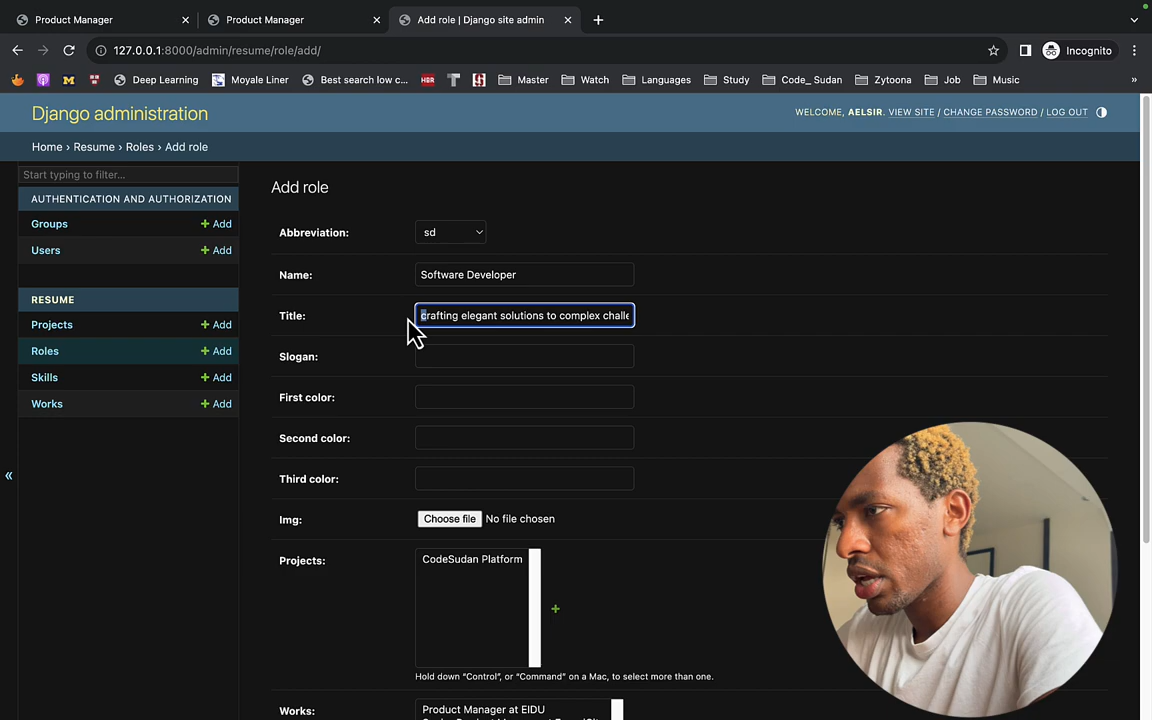 Product Manager
Product Manager
Add role | Django site admin
127.0.0.1:8000/admin/resume/role/add/
Incognito
Deep Learning
Moyale Liner
Best search low c...
HBR
Master
Watch
Languages
Study
Code_ Sudan
Zytoona
Job
Music
»
Django administration
WELCOME, AELSIR. VIEW SITE / CHANGE PASSWORD / LOG OUT
Home › Resume › Roles › Add role
Start typing to filter...
AUTHENTICATION AND AUTHORIZATION
Groups + Add
Users + Add
RESUME
Projects + Add
Roles + Add
Skills + Add
Works + Add
«
Add role
Abbreviation: sd
Name: Software Developer
Title: crafting elegant solutions to complex challe
Slogan:
First color:
Second color:
Third color:
Img: Choose file No file chosen
Projects: CodeSudan Platform
Hold down “Control”, or “Command” on a Mac, to select more than one.
Works: Product Manager at EIDU